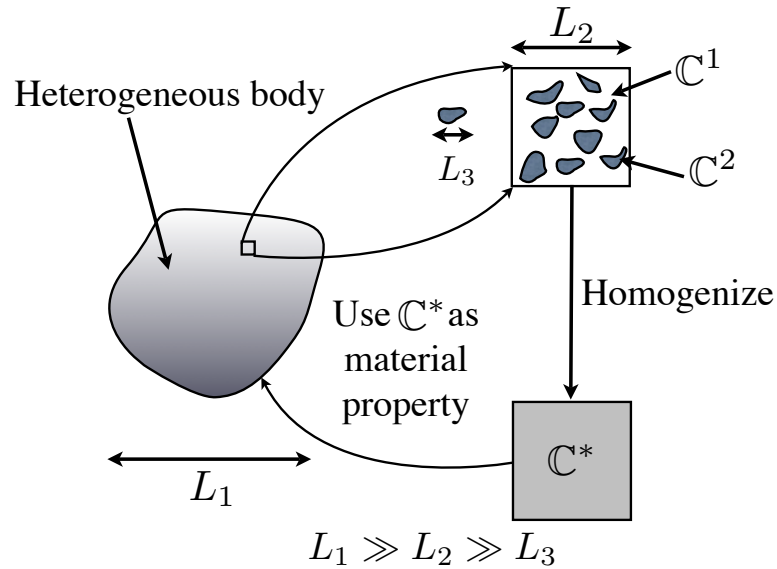 L₂
ℂ¹
Heterogeneous body
L₃
ℂ²
Homogenize
Use ℂ* as
material
property
ℂ*
L₁
L₁ ≫ L₂ ≫ L₃